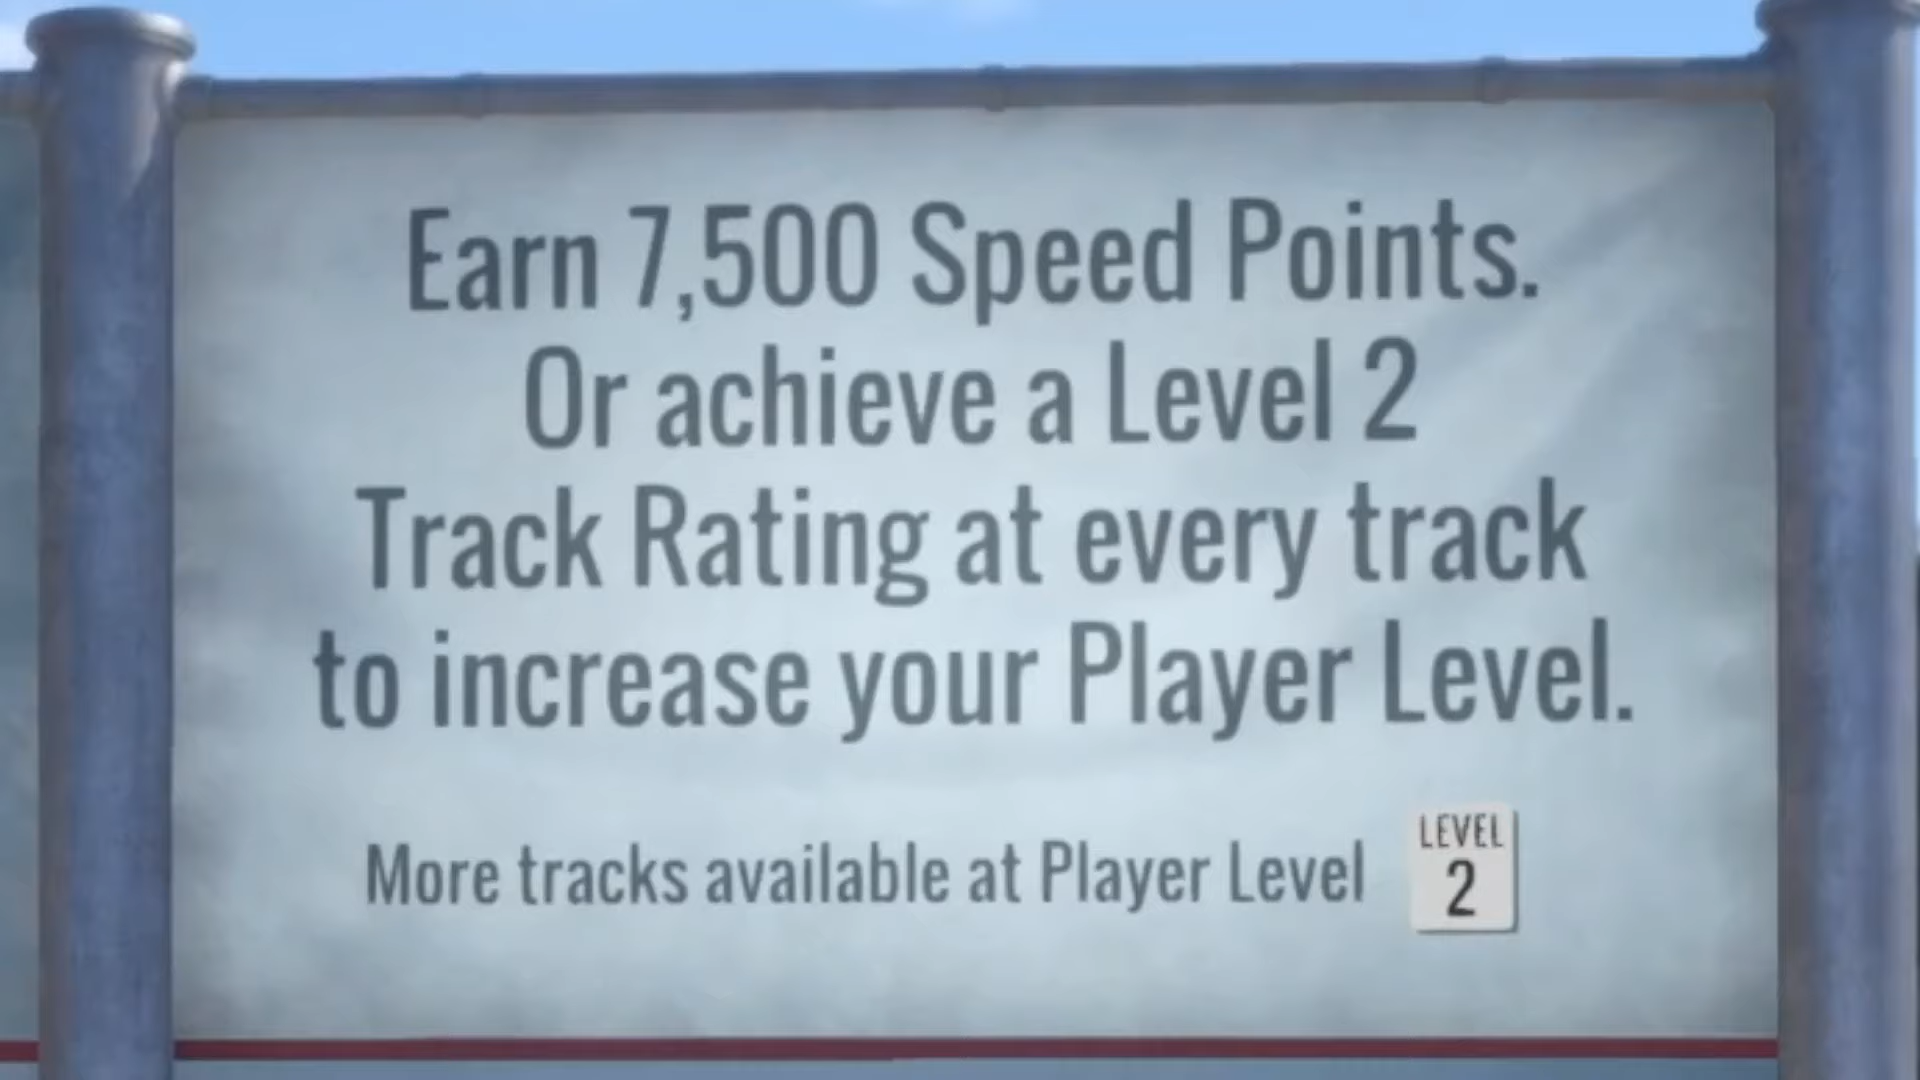 Earn 7,500 Speed Points.
Or achieve a Level 2
Track Rating at every track
to increase your Player Level.
More tracks available at Player Level
LEVEL
2